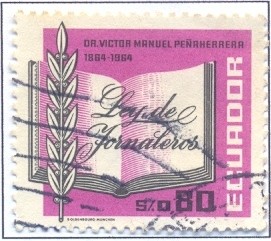 DR. VICTOR MANUEL PEÑAHERRERA
1864-1964
Ley de
Jornaleros
S/0.80
ECUADOR